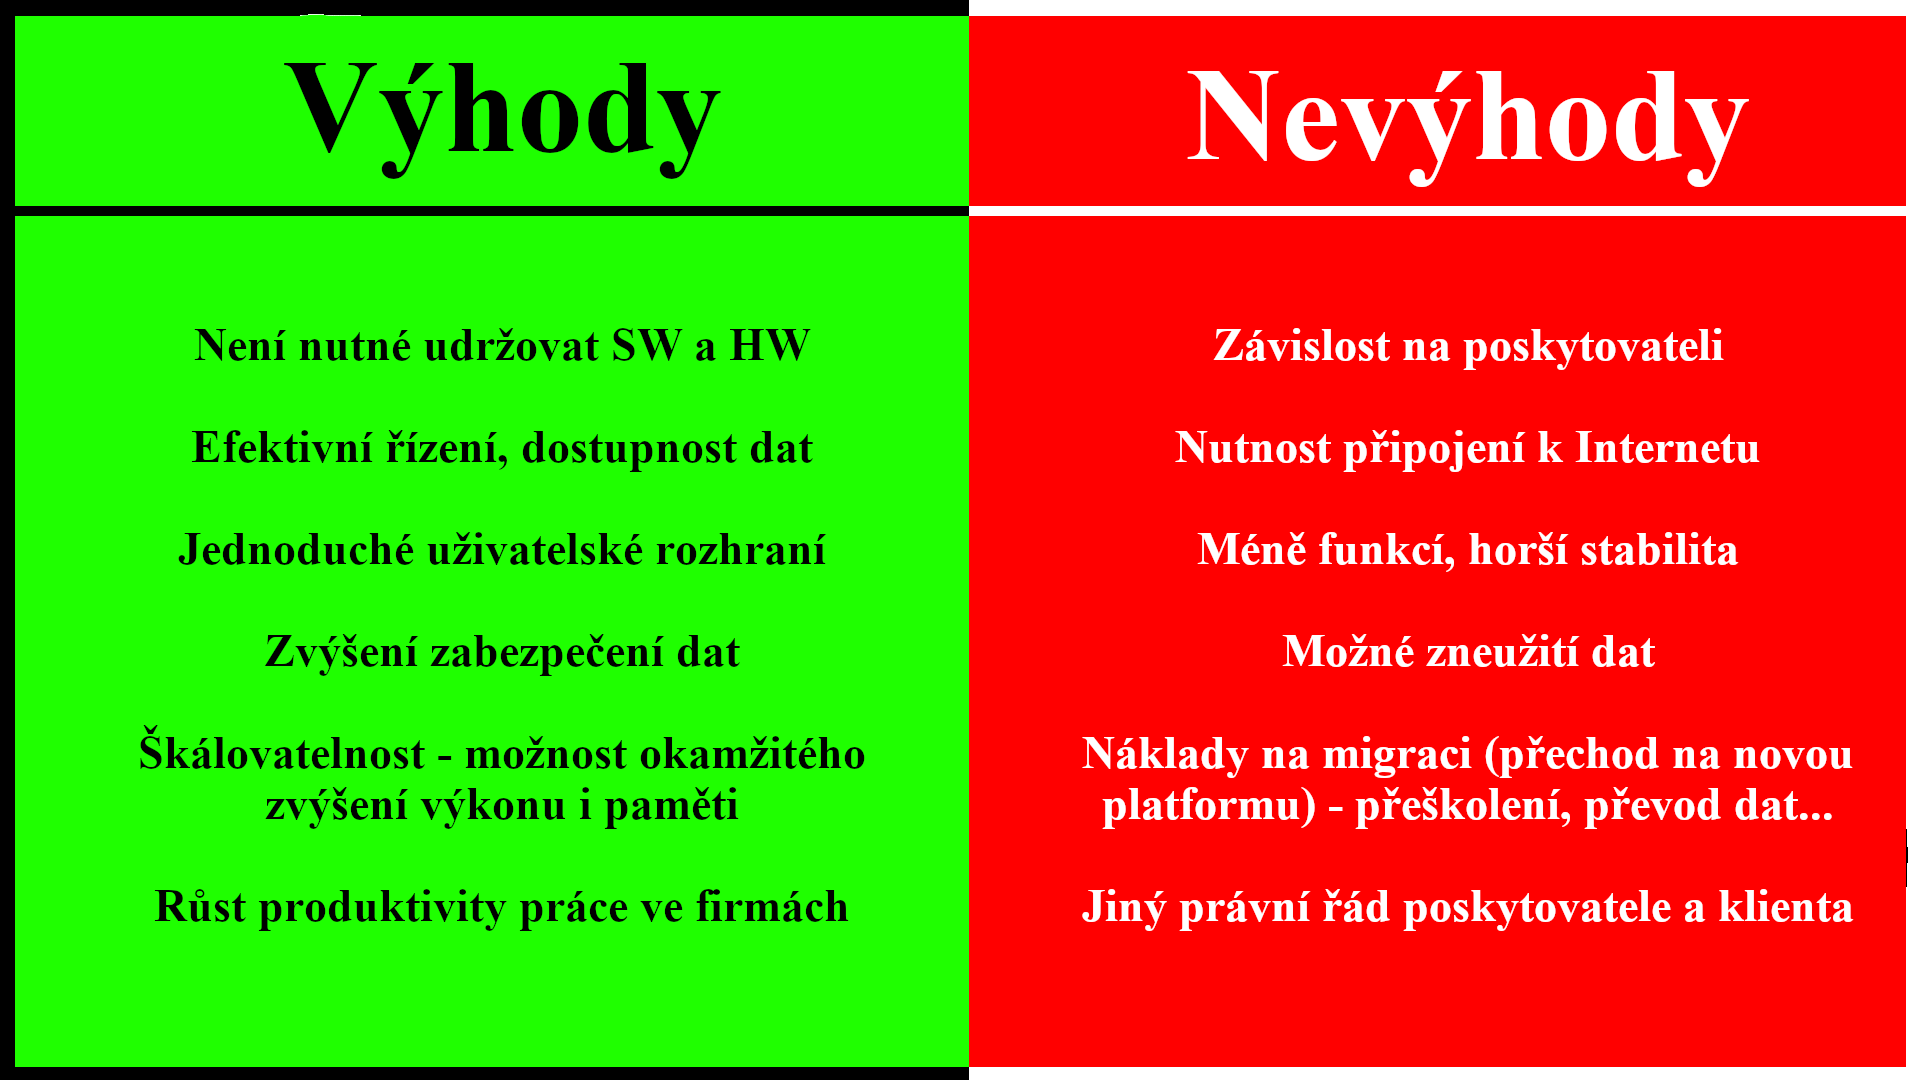 Výhody
Nevýhody
Není nutné udržovat SW a HW
Efektivní řízení, dostupnost dat
Jednoduché uživatelské rozhraní
Zvýšení zabezpečení dat
Škálovatelnost - možnost okamžitého
zvýšení výkonu i paměti
Růst produktivity práce ve firmách
Závislost na poskytovateli
Nutnost připojení k Internetu
Méně funkcí, horší stabilita
Možné zneužití dat
Náklady na migraci (přechod na novou
platformu) - přeškolení, převod dat...
Jiný právní řád poskytovatele a klienta